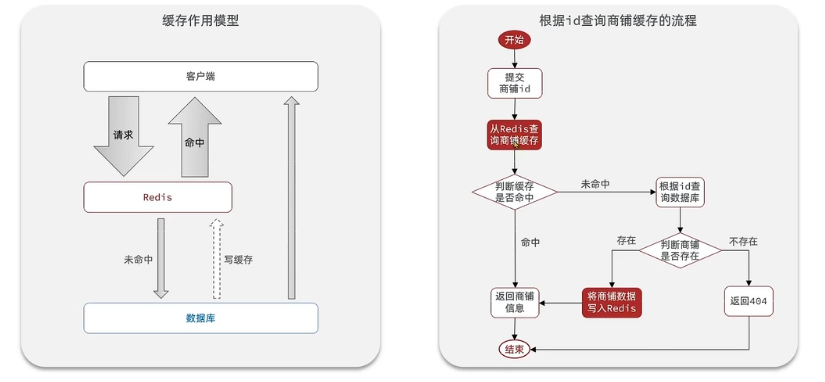 缓存作用模型
客户端
请求
命中
Redis
未命中
写缓存
数据库
根据id查询商铺缓存的流程
开始
提交
商铺id
从Redis查
询商铺缓存
判断缓存
是否命中
未命中
根据id查
询数据库
命中
判断商铺
是否存在
存在
不存在
返回商铺
信息
将商铺数据
写入Redis
返回404
结束